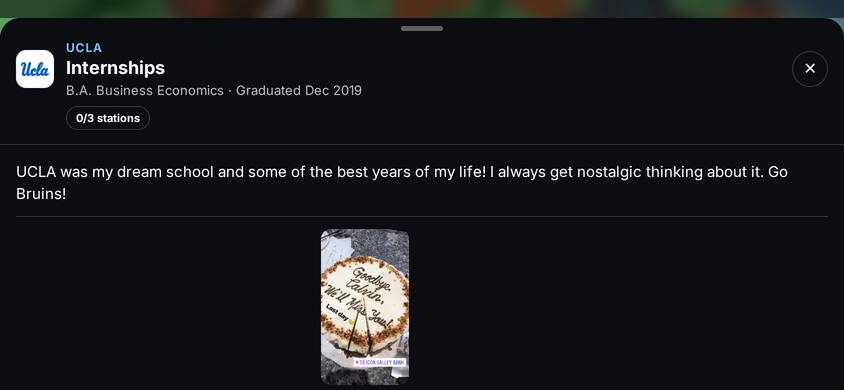 UCLA
Ucla
Internships
B.A. Business Economics · Graduated Dec 2019
0/3 stations
UCLA was my dream school and some of the best years of my life! I always get nostalgic thinking about it. Go
Bruins!
Goodbye,
Calvin,
We'll Miss You!
Last day
SILICON VALLEY BANK